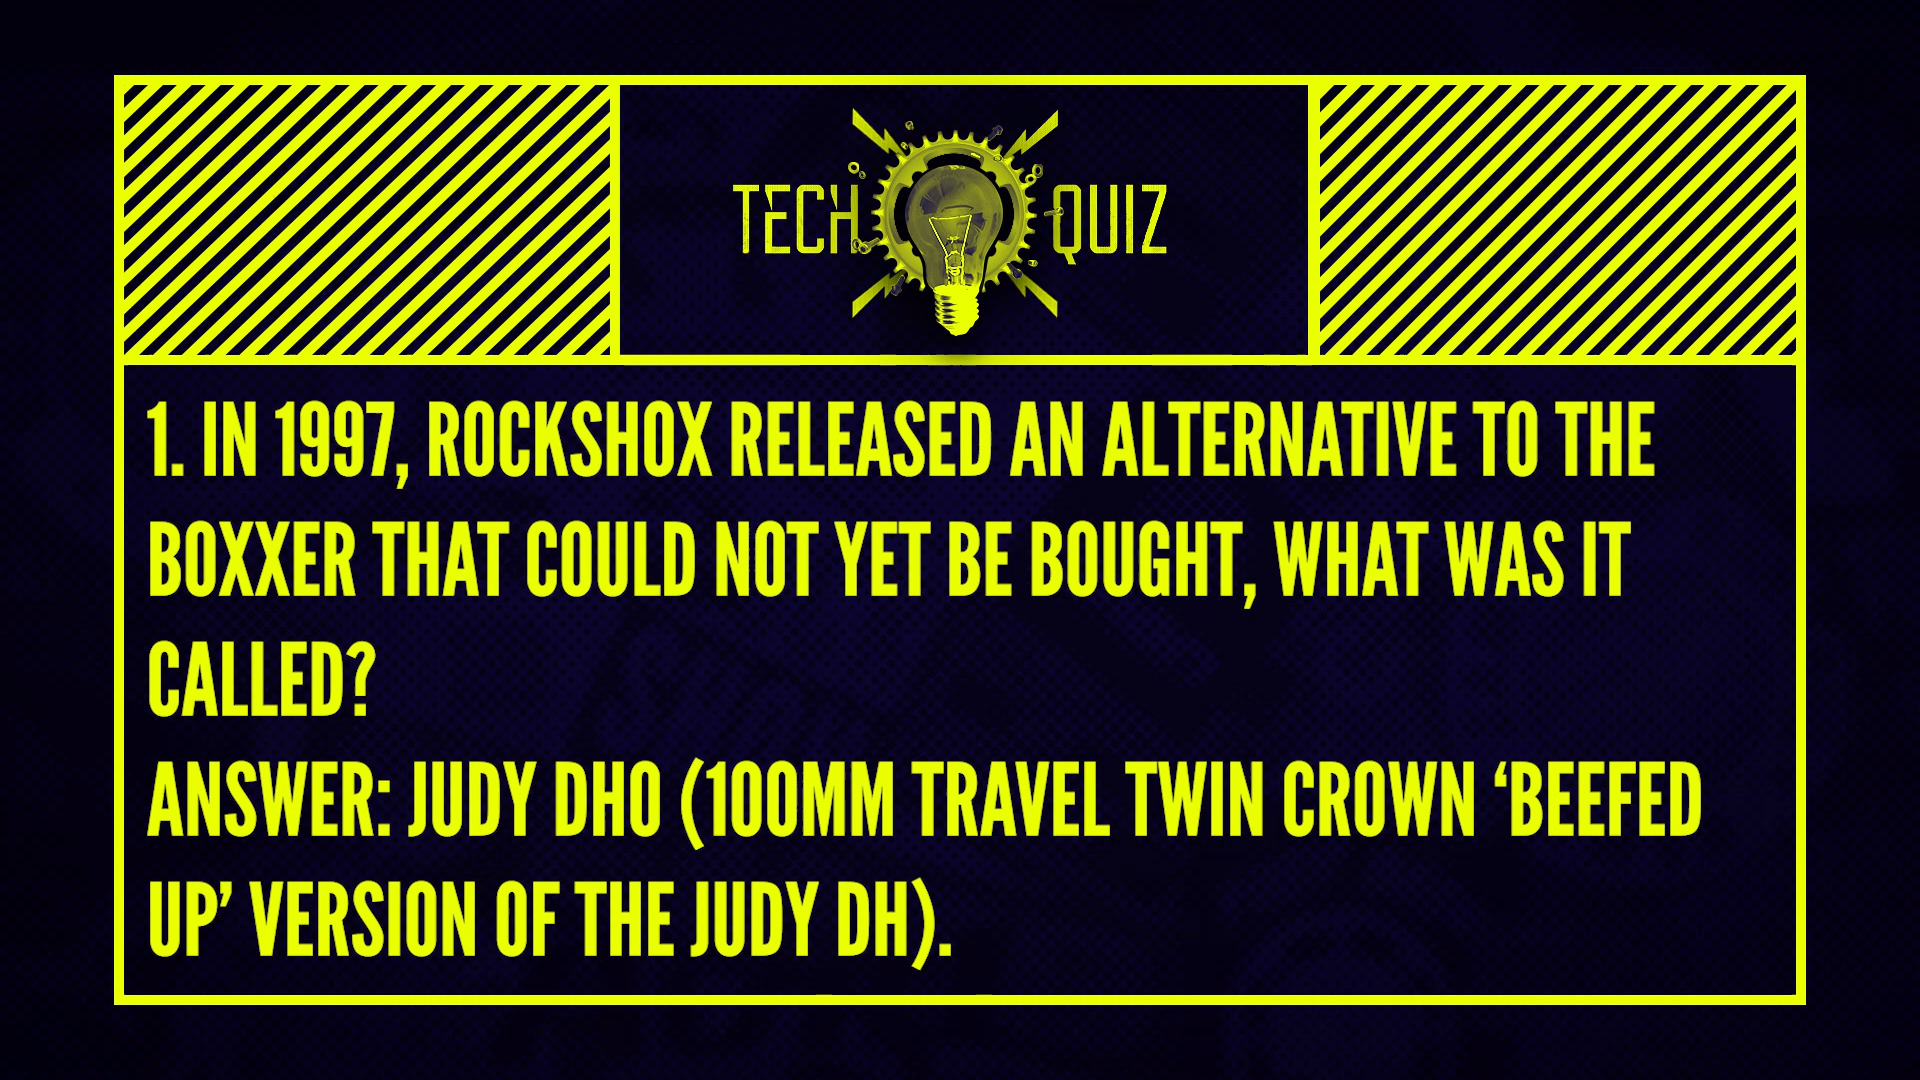 TECH QUIZ
1. IN 1997, ROCKSHOX RELEASED AN ALTERNATIVE TO THE
BOXXER THAT COULD NOT YET BE BOUGHT, WHAT WAS IT
CALLED?
ANSWER: JUDY DHO (100MM TRAVEL TWIN CROWN ‘BEEFED
UP’ VERSION OF THE JUDY DH).